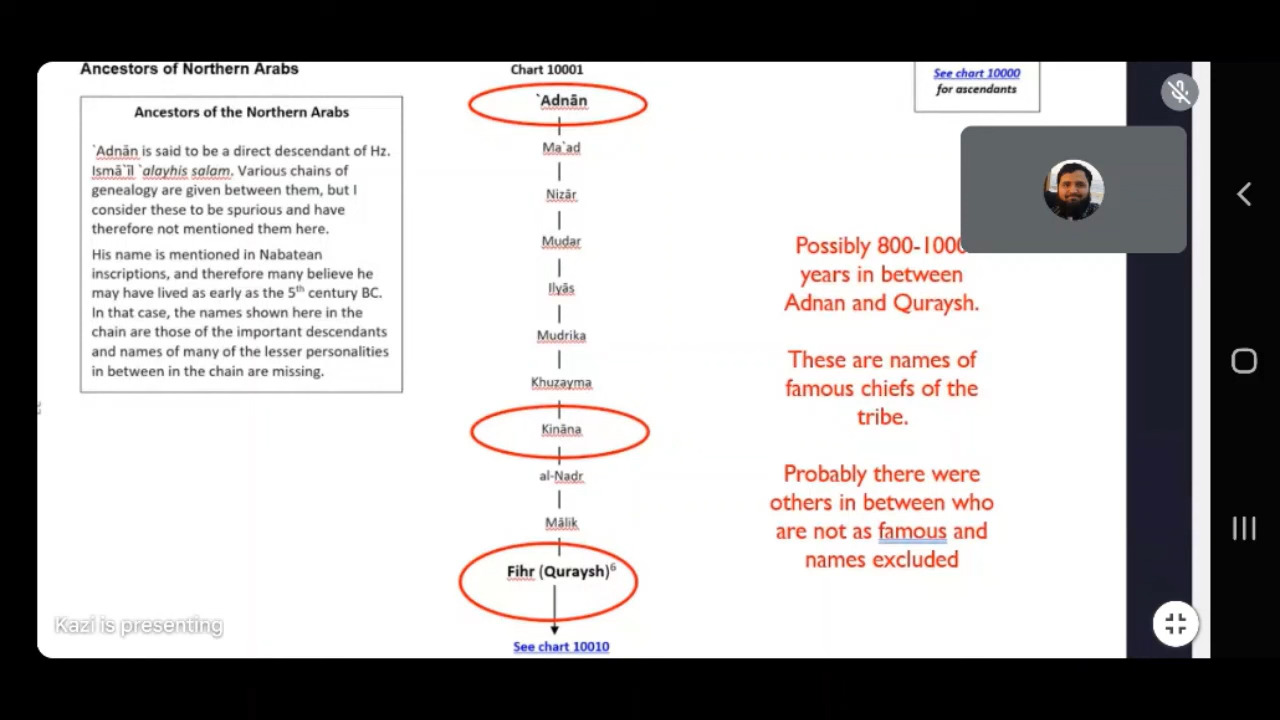 Ancestors of Northern Arabs
Chart 10001
See chart 10000
for ascendants
Ancestors of the Northern Arabs
`Adnān is said to be a direct descendant of Hz.
Ismā`īl `alayhis salam. Various chains of
genealogy are given between them, but I
consider these to be spurious and have
therefore not mentioned them here.
His name is mentioned in Nabatean
inscriptions, and therefore many believe he
may have lived as early as the 5th century BC.
In that case, the names shown here in the
chain are those of the important descendants
and names of many of the lesser personalities
in between in the chain are missing.
`Adnān
Ma`ad
Nizār
Mudar
Ilyās
Mudrika
Khuzayma
Kināna
al-Nadr
Mālik
Fihr (Quraysh)6
See chart 10010
Possibly 800-1000
years in between
Adnan and Quraysh.
These are names of
famous chiefs of the
tribe.
Probably there were
others in between who
are not as famous and
names excluded
Kazi is presenting